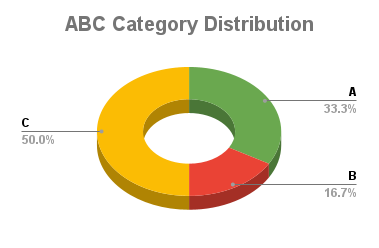 ABC Category Distribution
A
33.3%
C
50.0%
B
16.7%